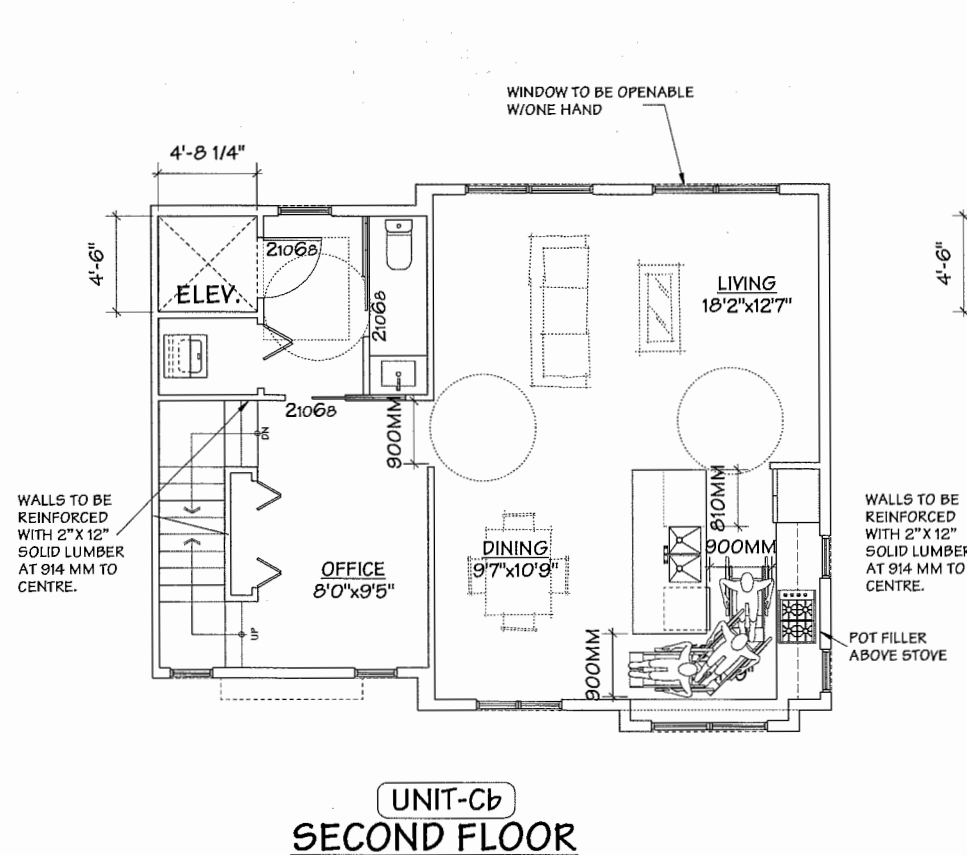 WINDOW TO BE OPENABLE
W/ONE HAND
4'-8 1/4"
4'-6"
ELEV.
21068
21068
21068
LIVING
18'2"x12'7"
4'-6"
900MM
DN
WALLS TO BE
REINFORCED
WITH 2"X 12"
SOLID LUMBER
AT 914 MM TO
CENTRE.
OFFICE
8'0"x9'5"
UP
DINING
9'7"x10'9"
810MM
900MM
900MM
WALLS TO BE
REINFORCED
WITH 2"X 12"
SOLID LUMBER
AT 914 MM TO
CENTRE.
POT FILLER
ABOVE STOVE
UNIT-Cb
SECOND FLOOR